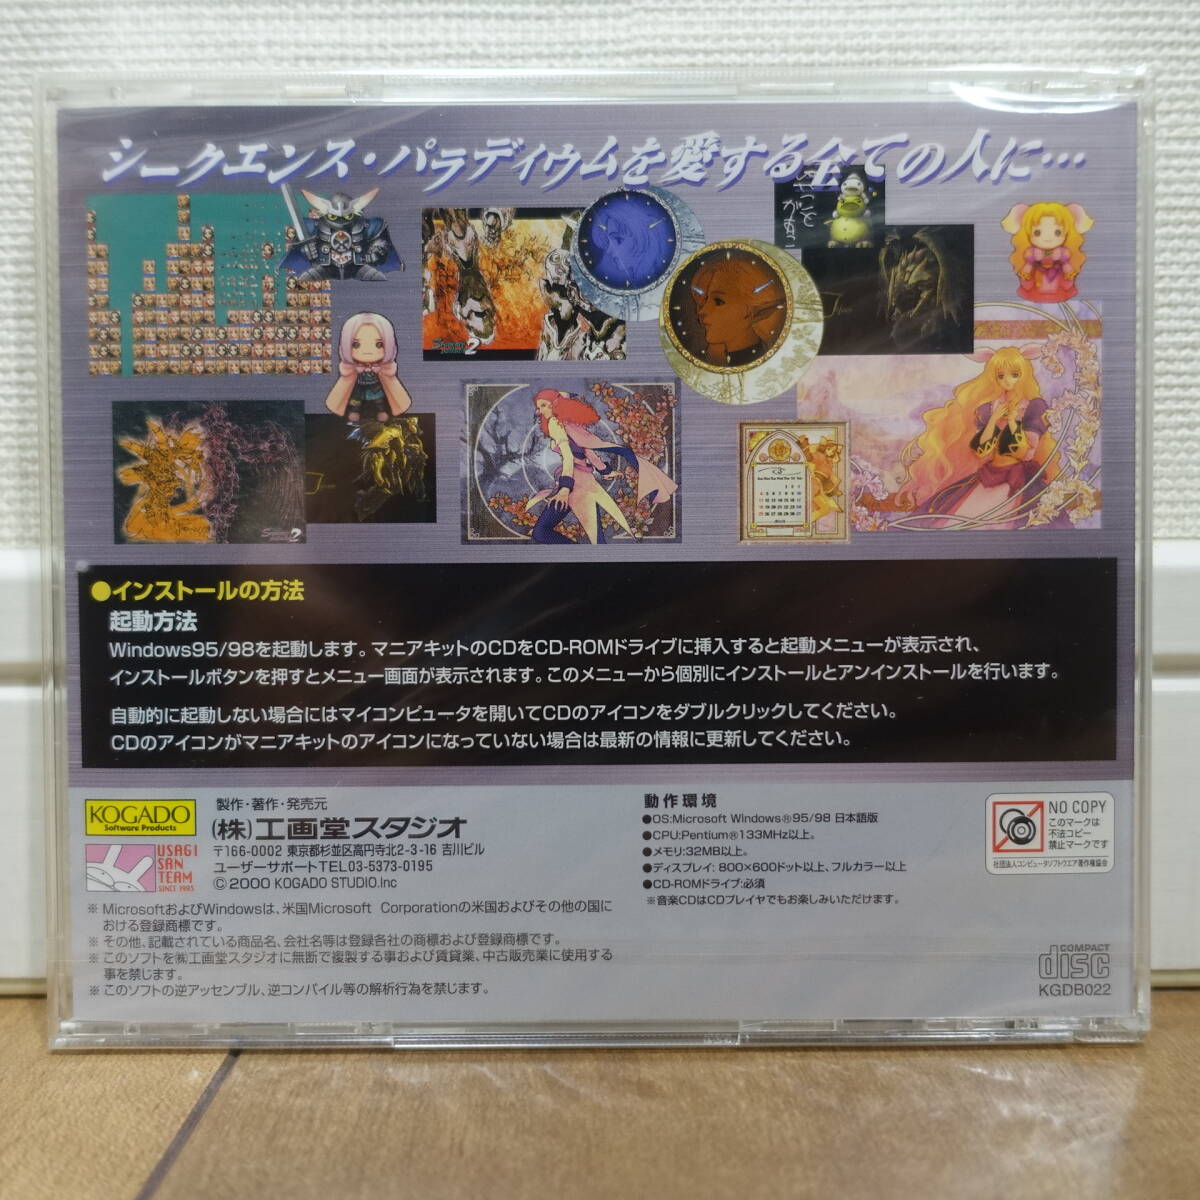 シークエンス・パラディウムを愛する全ての人に…
●インストールの方法
起動方法
Windows95/98を起動します。マニアキットのCDをCD-ROMドライブに挿入すると起動メニューが表示され、
インストールボタンを押すとメニュー画面が表示されます。このメニューから個別にインストールとアンインストールを行います。
自動的に起動しない場合にはマイコンピュータを開いてCDのアイコンをダブルクリックしてください。
CDのアイコンがマニアキットのアイコンになっていない場合は最新の情報に更新してください。
KOGADO
Software Products
USAGI
SAN
TEAM
SINCE 1995
製作・著作・発売元
(株)工画堂スタジオ
〒166-0002 東京都杉並区高円寺北2-3-16 吉川ビル
ユーザーサポートTEL03-5373-0195
© 2000 KOGADO STUDIO.Inc
※ MicrosoftおよびWindowsは、米国Microsoft Corporationの米国およびその他の国に
おける登録商標です。
※ その他、記載されている商品名、会社名等は登録各社の商標および登録商標です。
※ このソフトを㈱工画堂スタジオに無断で複製する事および賃貸業、中古販売業に使用する
事を禁じます。
※ このソフトの逆アッセンブル、逆コンパイル等の解析行為を禁じます。
動作環境
●OS:Microsoft Windows®95/98 日本語版
●CPU:Pentium®133MHz以上。
●メモリ:32MB以上。
●ディスプレイ: 800×600ドット以上、フルカラー以上
●CD-ROMドライブ:必須
※音楽CDはCDプレイヤでもお楽しみいただけます。
NO COPY
このマークは
不法コピー
禁止マークです
社団法人コンピュータソフトウエア著作権協会
COMPACT
disc
KGDB022